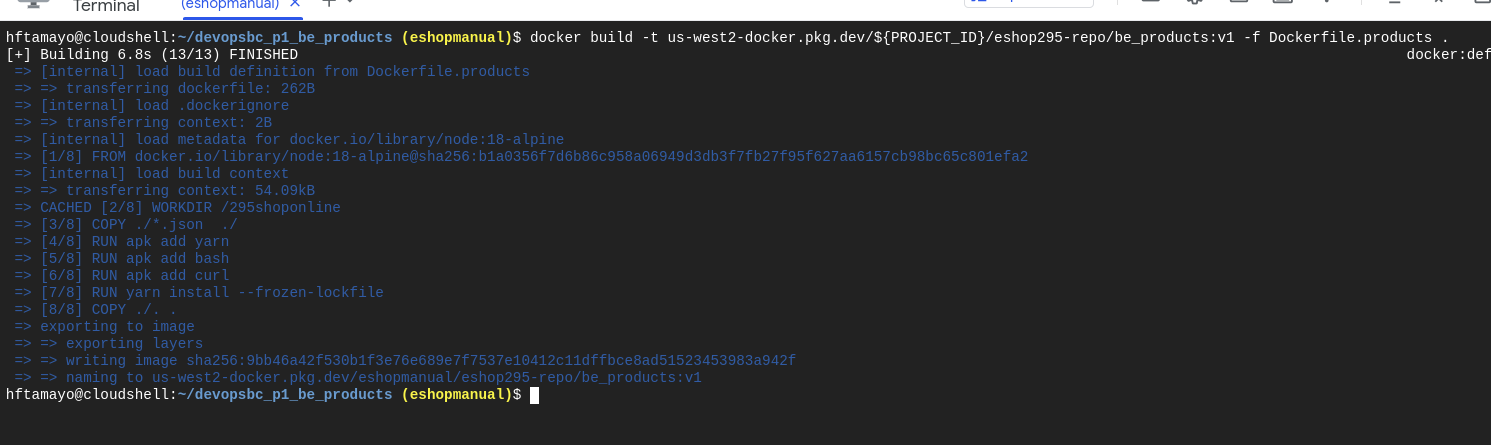 Terminal
(eshopmanual) ×
hftamayo@cloudshell:~/devopsbc_p1_be_products (eshopmanual)$ docker build -t us-west2-docker.pkg.dev/${PROJECT_ID}/eshop295-repo/be_products:v1 -f Dockerfile.products .
[+] Building 6.8s (13/13) FINISHED docker:def
=> [internal] load build definition from Dockerfile.products
=> => transferring dockerfile: 262B
=> [internal] load .dockerignore
=> => transferring context: 2B
=> [internal] load metadata for docker.io/library/node:18-alpine
=> [1/8] FROM docker.io/library/node:18-alpine@sha256:b1a0356f7d6b86c958a06949d3db3f7fb27f95f627aa6157cb98bc65c801efa2
=> [internal] load build context
=> => transferring context: 54.09kB
=> CACHED [2/8] WORKDIR /295shoponline
=> [3/8] COPY ./*.json  ./
=> [4/8] RUN apk add yarn
=> [5/8] RUN apk add bash
=> [6/8] RUN apk add curl
=> [7/8] RUN yarn install --frozen-lockfile
=> [8/8] COPY ./. .
=> exporting to image
=> => exporting layers
=> => writing image sha256:9bb46a42f530b1f3e76e689e7f7537e10412c11dffbce8ad51523453983a942f
=> => naming to us-west2-docker.pkg.dev/eshopmanual/eshop295-repo/be_products:v1
hftamayo@cloudshell:~/devopsbc_p1_be_products (eshopmanual)$